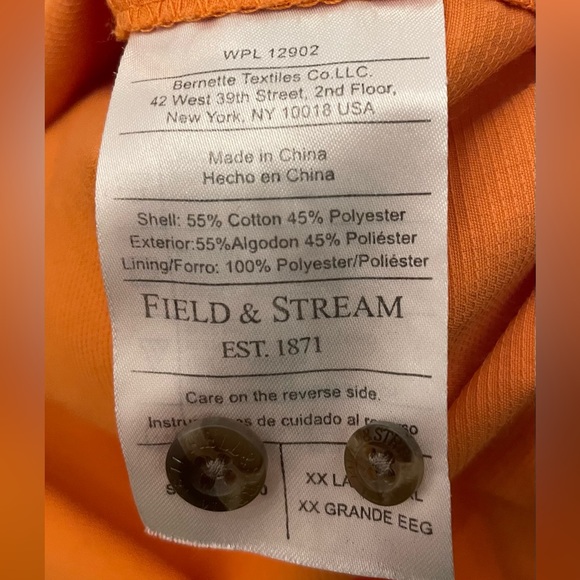 WPL 12902
Bernette Textiles Co.LLC.
42 West 39th Street, 2nd Floor,
New York, NY 10018 USA
Made in China
Hecho en China
Shell: 55% Cotton 45% Polyester
Exterior:55%Algodon 45% Poliéster
Lining/Forro: 100% Polyester/Poliéster
FIELD & STREAM
EST. 1871
Care on the reverse side.
de cuidado al
& STREAM
XX
XX GRANDE EEG